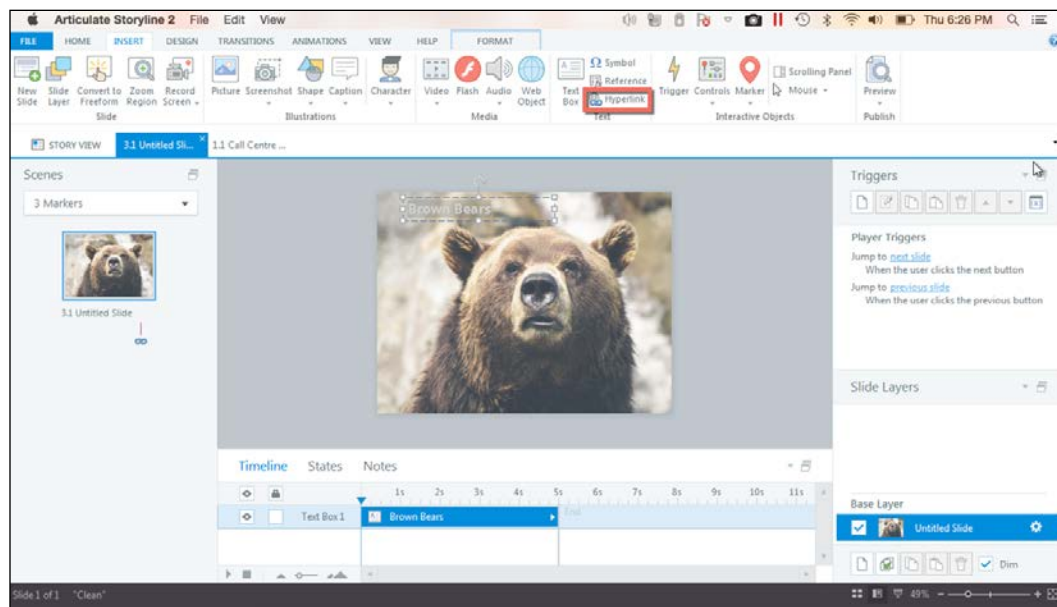 Articulate Storyline 2 File Edit View Thu 6:26 PM
FILE HOME INSERT DESIGN TRANSITIONS ANIMATIONS VIEW HELP FORMAT
New Slide
Slide Layer
Convert to Freeform
Zoom Region
Record Screen
Picture
Screenshot
Shape
Caption
Character
Video
Flash
Audio
Web Object
Text Box
Symbol
Reference
Hyperlink
Trigger
Controls
Marker
Scrolling Panel
Mouse
Preview
Slide Illustrations Media Text Interactive Objects Publish
STORY VIEW 3.1 Untitled Sli... 1.1 Call Centre ...
Scenes
3 Markers
3.1 Untitled Slide
Brown Bears
Triggers
Player Triggers
Jump to next slide
When the user clicks the next button
Jump to previous slide
When the user clicks the previous button
Slide Layers
Timeline States Notes
1s 2s 3s 4s 5s 6s 7s 8s 9s 10s 11s
Text Box 1 Brown Bears End
Base Layer
Untitled Slide
Dim
Slide 1 of 1 "Clean" 49%